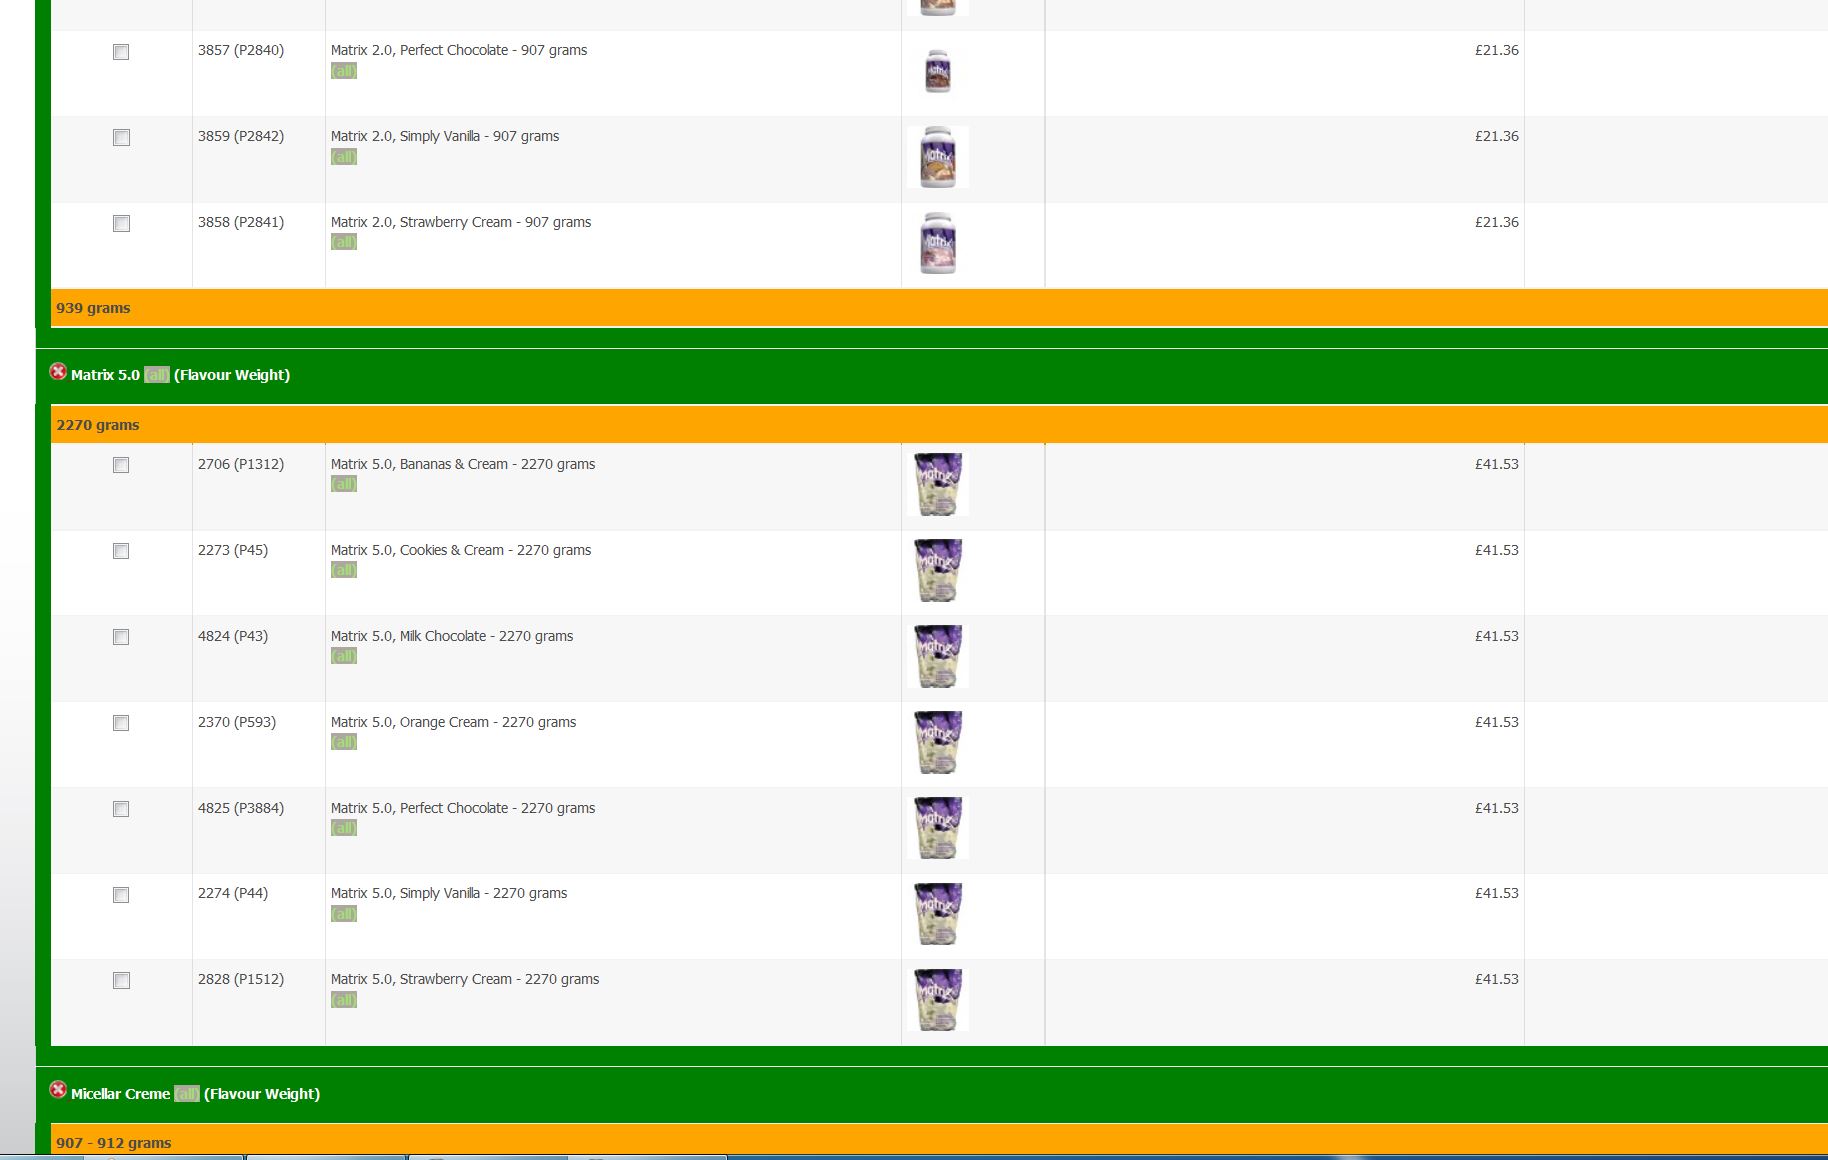 3857 (P2840) Matrix 2.0, Perfect Chocolate - 907 grams £21.36
(all)
3859 (P2842) Matrix 2.0, Simply Vanilla - 907 grams £21.36
(all)
3858 (P2841) Matrix 2.0, Strawberry Cream - 907 grams £21.36
(all)
939 grams
Matrix 5.0 (all) (Flavour Weight)
2270 grams
2706 (P1312) Matrix 5.0, Bananas & Cream - 2270 grams £41.53
(all)
2273 (P45) Matrix 5.0, Cookies & Cream - 2270 grams £41.53
(all)
4824 (P43) Matrix 5.0, Milk Chocolate - 2270 grams £41.53
(all)
2370 (P593) Matrix 5.0, Orange Cream - 2270 grams £41.53
(all)
4825 (P3884) Matrix 5.0, Perfect Chocolate - 2270 grams £41.53
(all)
2274 (P44) Matrix 5.0, Simply Vanilla - 2270 grams £41.53
(all)
2828 (P1512) Matrix 5.0, Strawberry Cream - 2270 grams £41.53
(all)
Micellar Creme (all) (Flavour Weight)
907 - 912 grams